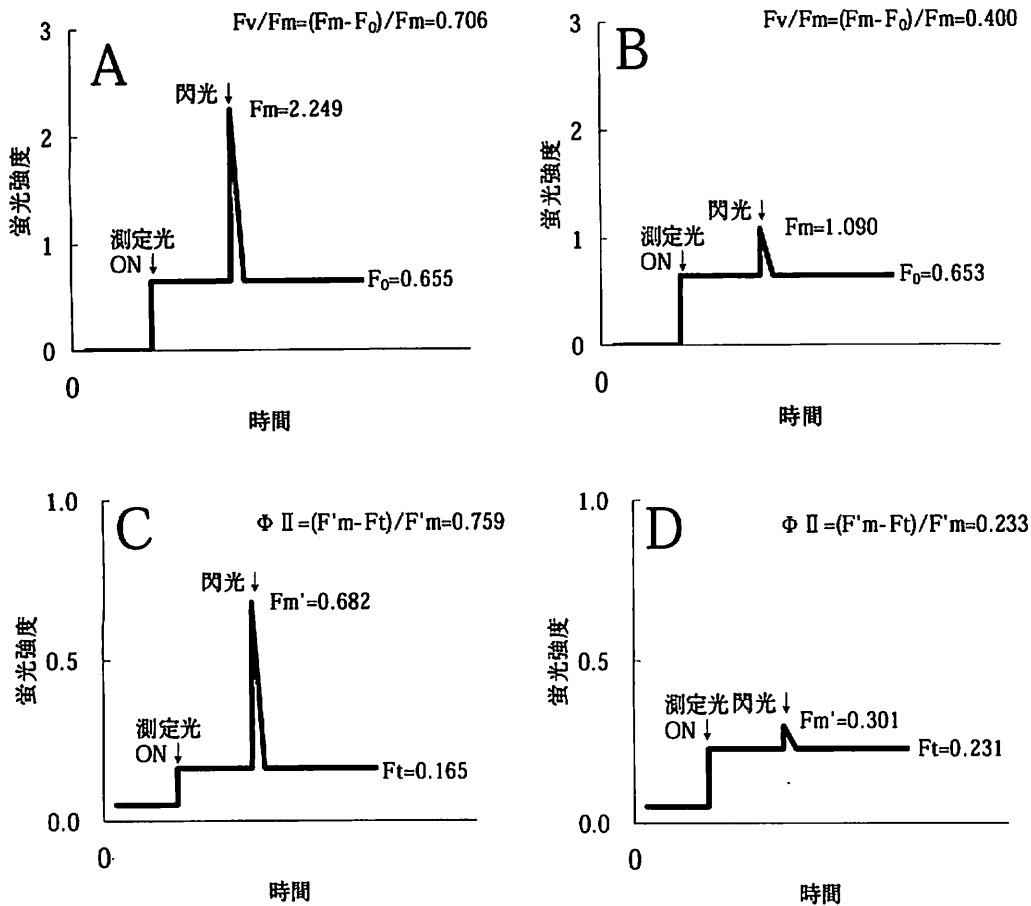 Fv/Fm=(Fm-F₀)/Fm=0.706
A
3
2
1
0
蛍光強度
閃光↓
Fm=2.249
測定光
ON↓
F₀=0.655
0
時間
Fv/Fm=(Fm-F₀)/Fm=0.400
B
3
2
1
0
蛍光強度
閃光
↓
Fm=1.090
測定光
ON↓
F₀=0.653
0
時間
C
1.0
0.5
0.0
蛍光強度
Φ Ⅱ=(F'm-Ft)/F'm=0.759
閃光↓
Fm'=0.682
測定光
ON↓
Ft=0.165
0
時間
D
1.0
0.5
0.0
蛍光強度
Φ Ⅱ=(F'm-Ft)/F'm=0.233
測定光 閃光↓
ON↓
Fm'=0.301
Ft=0.231
0
時間